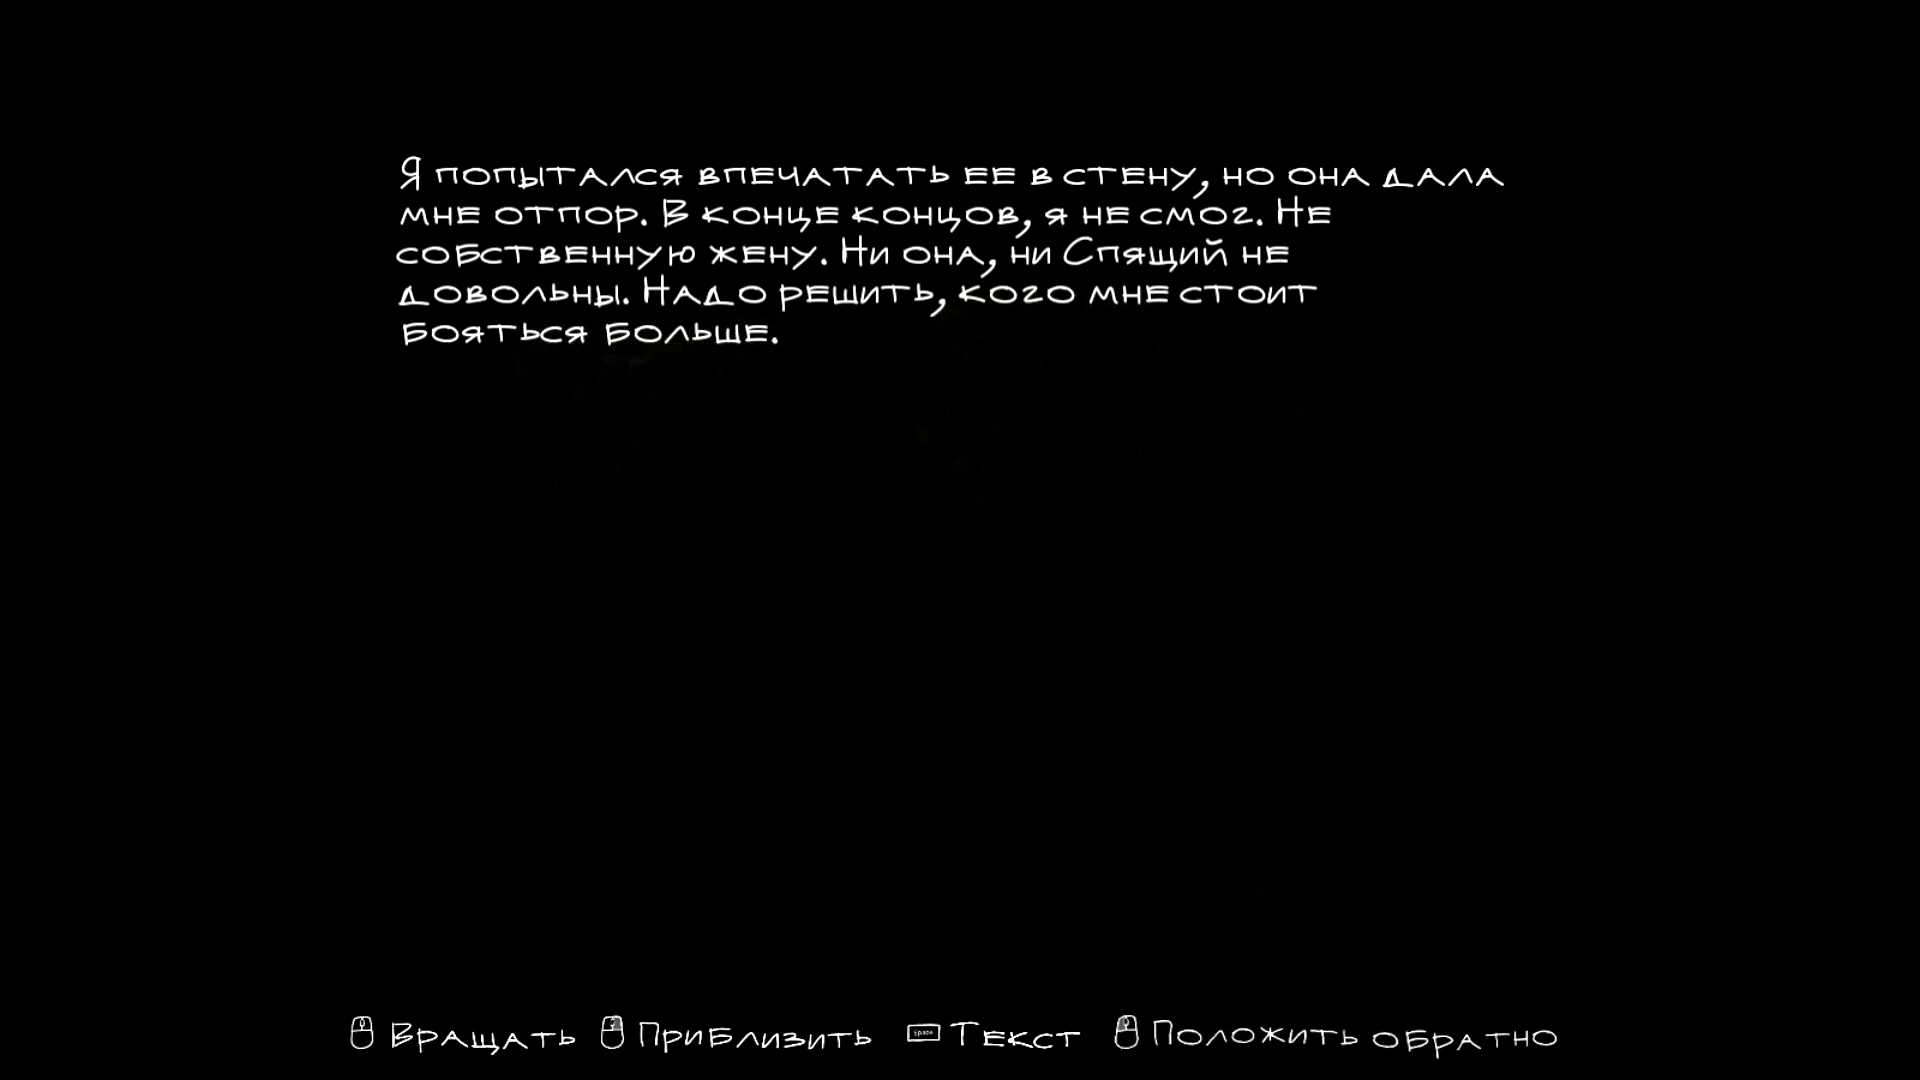 Я попытался впечатать ее в стену, но она дала
мне отпор. В конце концов, я не смог. Не
собственную жену. Ни она, ни Спящий не
довольны. Надо решить, кого мне стоит
бояться больше.
Вращать Приблизить space Текст Положить обратно